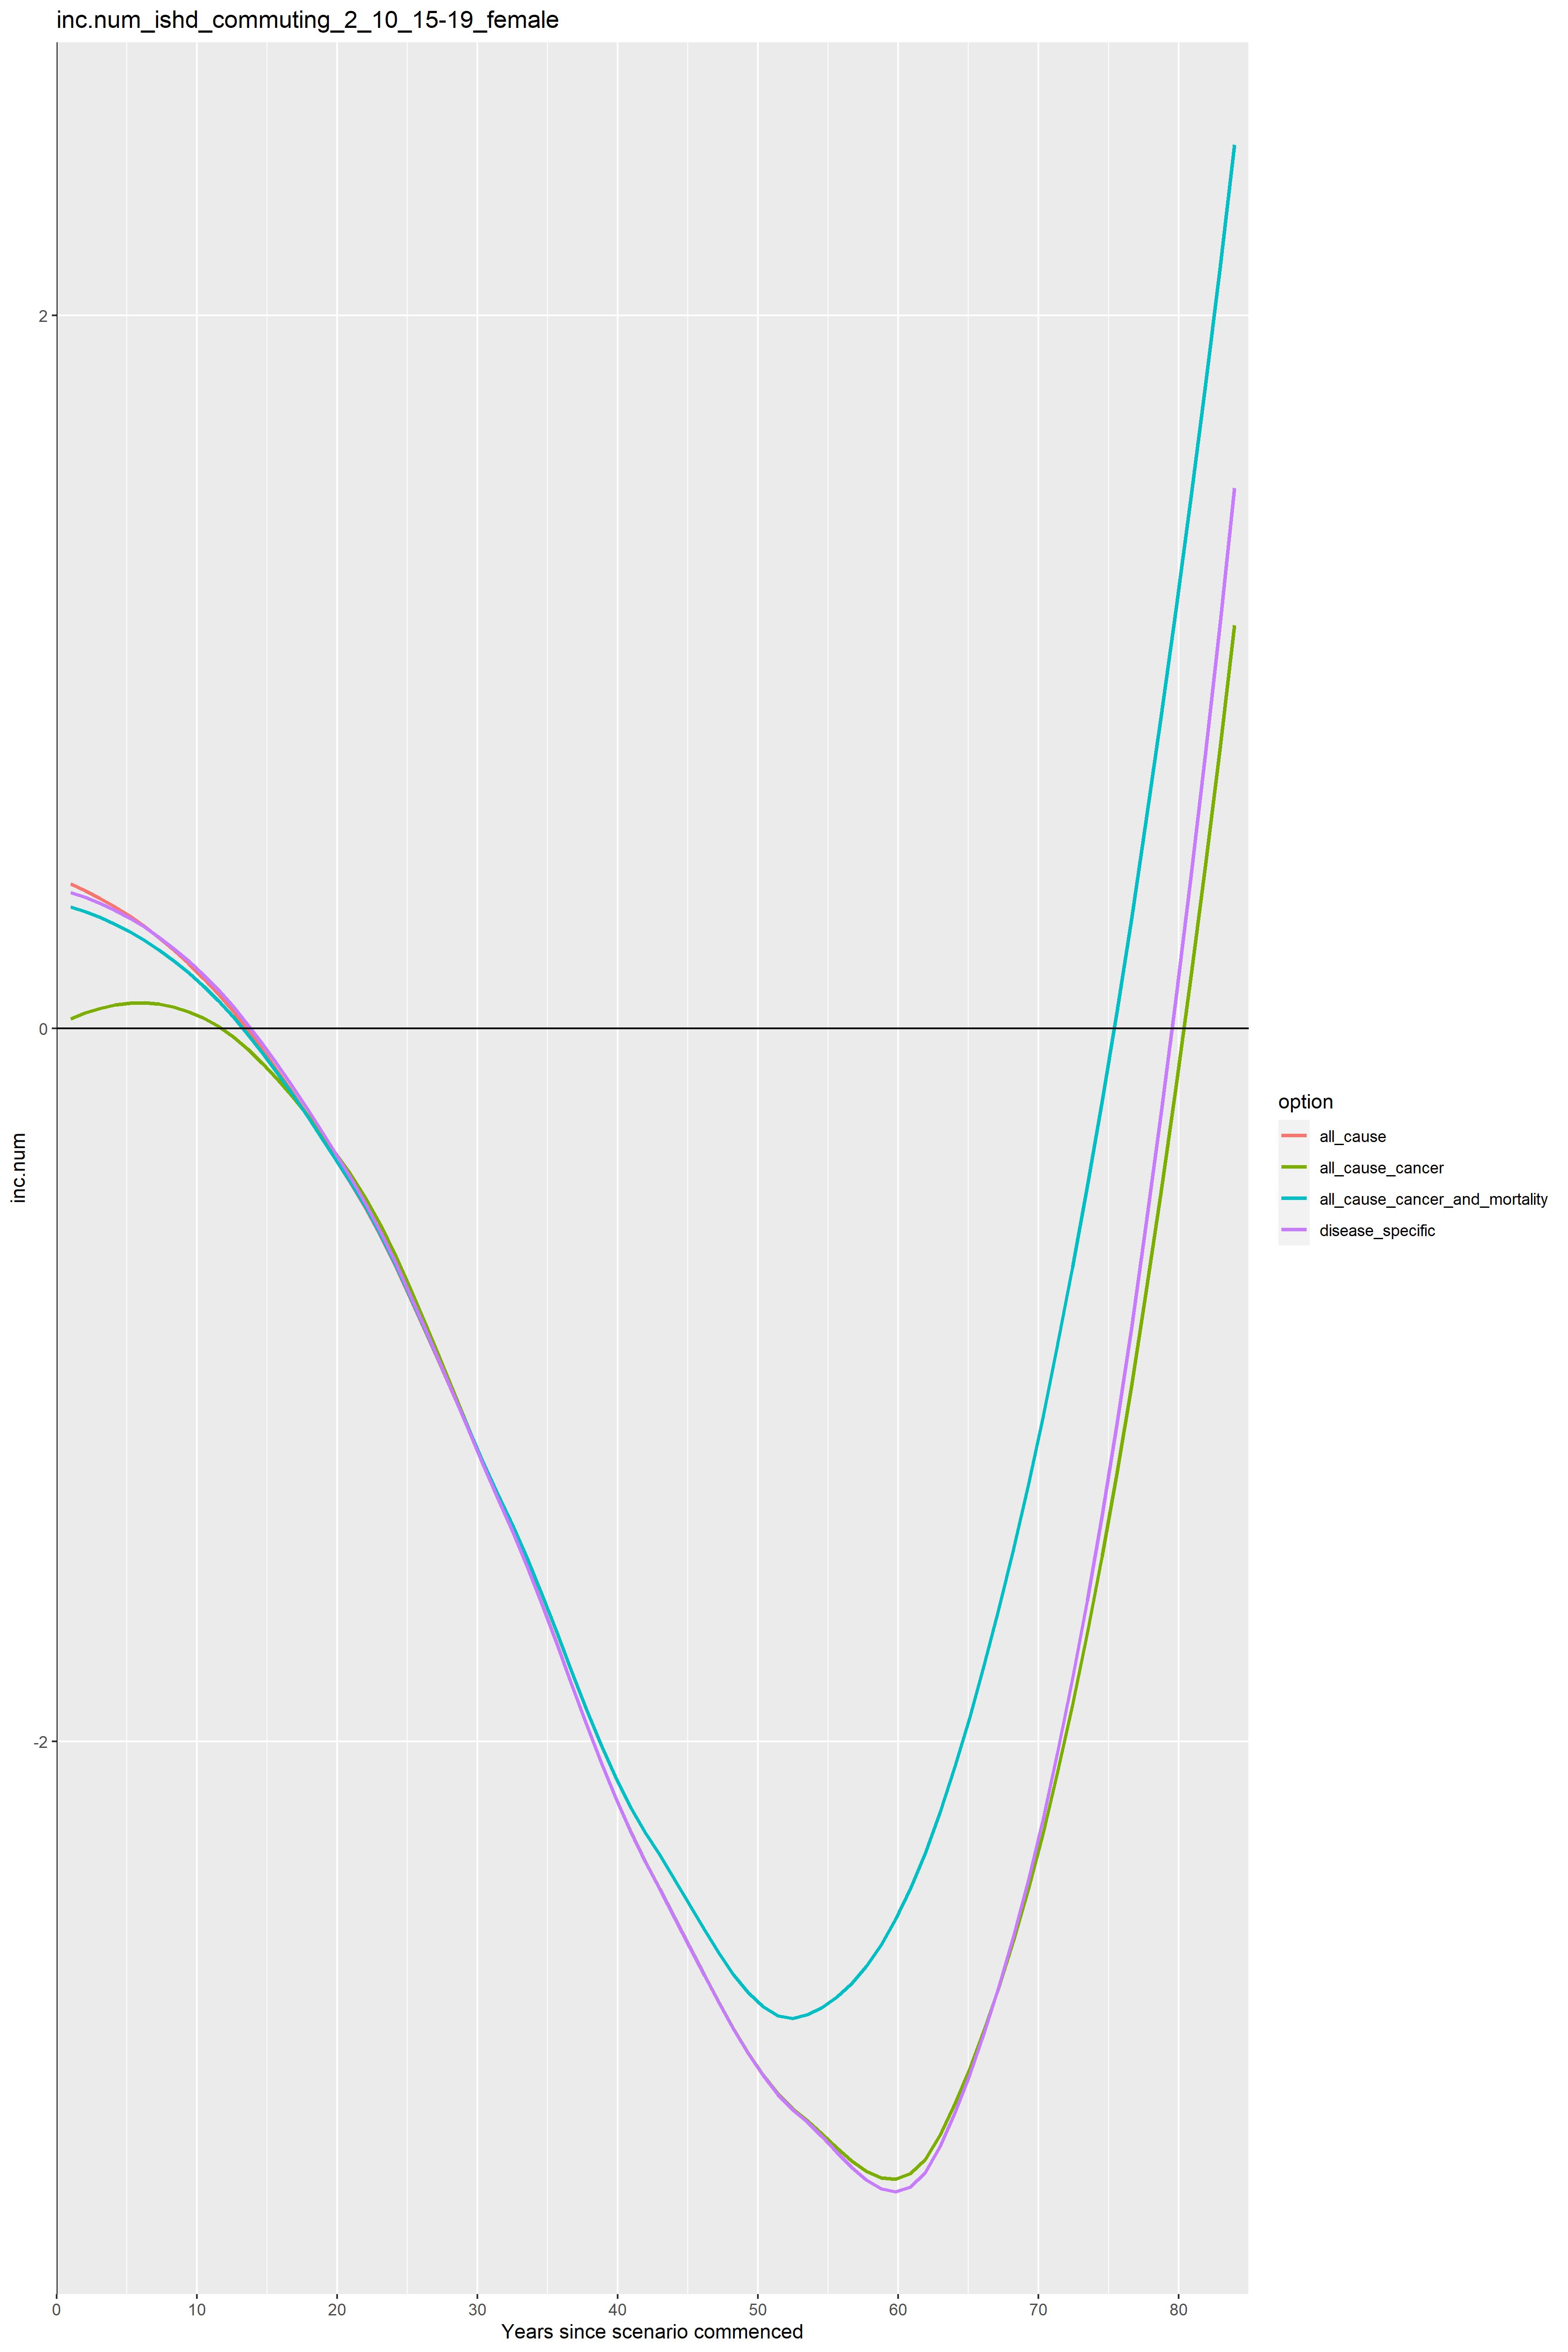 inc.num_ishd_commuting_2_10_15-19_female
2
0
-2
inc.num
0 10 20 30 40 50 60 70 80
Years since scenario commenced
option
all_cause
all_cause_cancer
all_cause_cancer_and_mortality
disease_specific